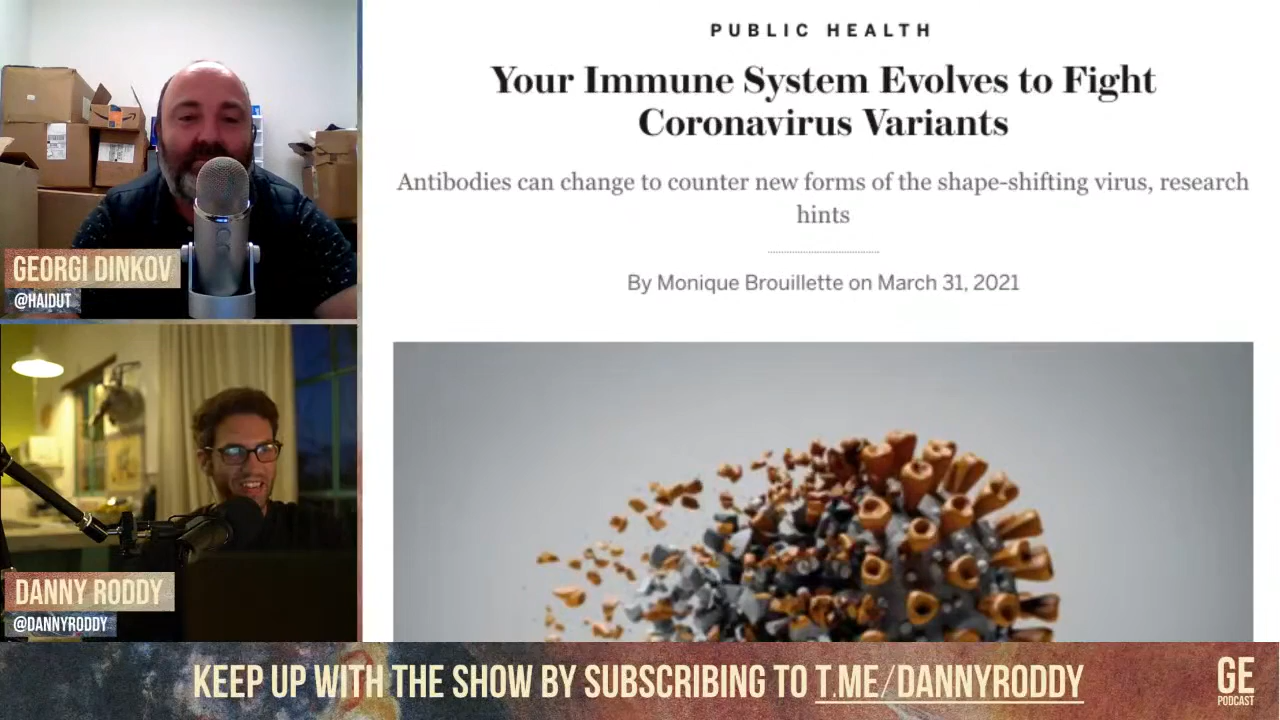 GEORGI DINKOV
@HAIDUT
DANNY RODDY
@DANNYRODDY
PUBLIC HEALTH
Your Immune System Evolves to Fight
Coronavirus Variants
Antibodies can change to counter new forms of the shape-shifting virus, research
hints
By Monique Brouillette on March 31, 2021
KEEP UP WITH THE SHOW BY SUBSCRIBING TO T.ME/DANNYRODDY
GE
PODCAST